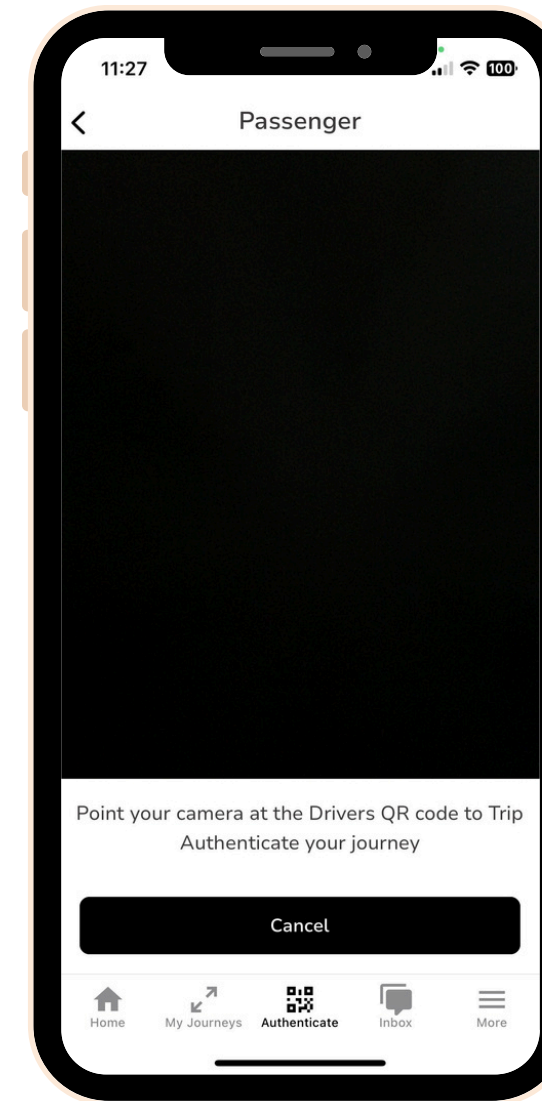 11:27
100
Passenger
Point your camera at the Drivers QR code to Trip
Authenticate your journey
Cancel
Home
My Journeys
Authenticate
Inbox
More